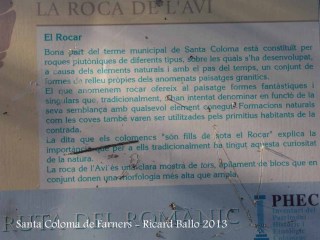 LA ROCA DE L'AVI
El Rocar
Bona part del terme municipal de Santa Coloma està constituït per
roques plutòniques de diferents tipus, sobre les quals s'ha desenvolupat,
a causa dels elements naturals i amb el pas del temps, un conjunt de
formes de relleu pròpies dels anomenats paisatges granítics.
El que anomenem rocar ofereix al paisatge formes fantàstiques i
singulars que, tradicionalment, s'han intentat denominar en funció de la
seva semblança amb qualsevol element conegut. Formacions naturals
com les coves també varen ser utilitzades pels primitius habitants de la
contrada.
La dita que els colomencs "són fills de sota el Rocar" explica la
importància que per a ells tradicionalment ha tingut aquesta curiositat
de la natura.
La roca de l'Avi és una clara mostra de tors, apilament de blocs que en
conjunt donen una morfologia més alta que ampla.
PHEC
RUTA DEL ROMÀNIC
Santa Coloma de Farners - Ricard Ballo 2013